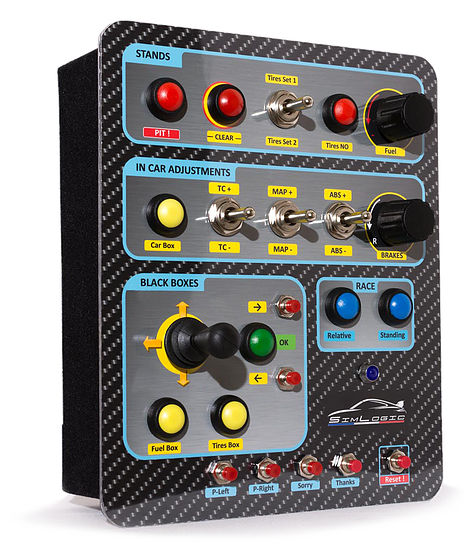 STANDS
Tires Set 1
PIT !
CLEAR
Tires Set 2
Tires NO
Fuel
IN CAR ADJUSTMENTS
TC +
MAP +
ABS +
Car Box
TC -
MAP -
ABS -
R
BRAKES
BLACK BOXES
RACE
→
OK
Relative
Standing
←
Fuel Box
Tires Box
SIMLOGIC
P-Left
P-Right
Sorry
Thanks
Reset !